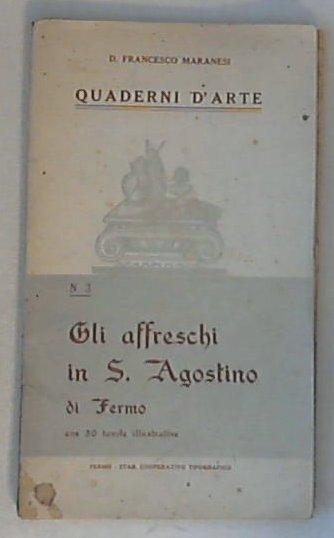 D. FRANCESCO MARANESI
QUADERNI D'ARTE
N 3
Gli affreschi
in S. Agostino
di Fermo
con 30 tavole illustrative
FERMO - STAB. COOPERATIVO TIPOGRAFICO